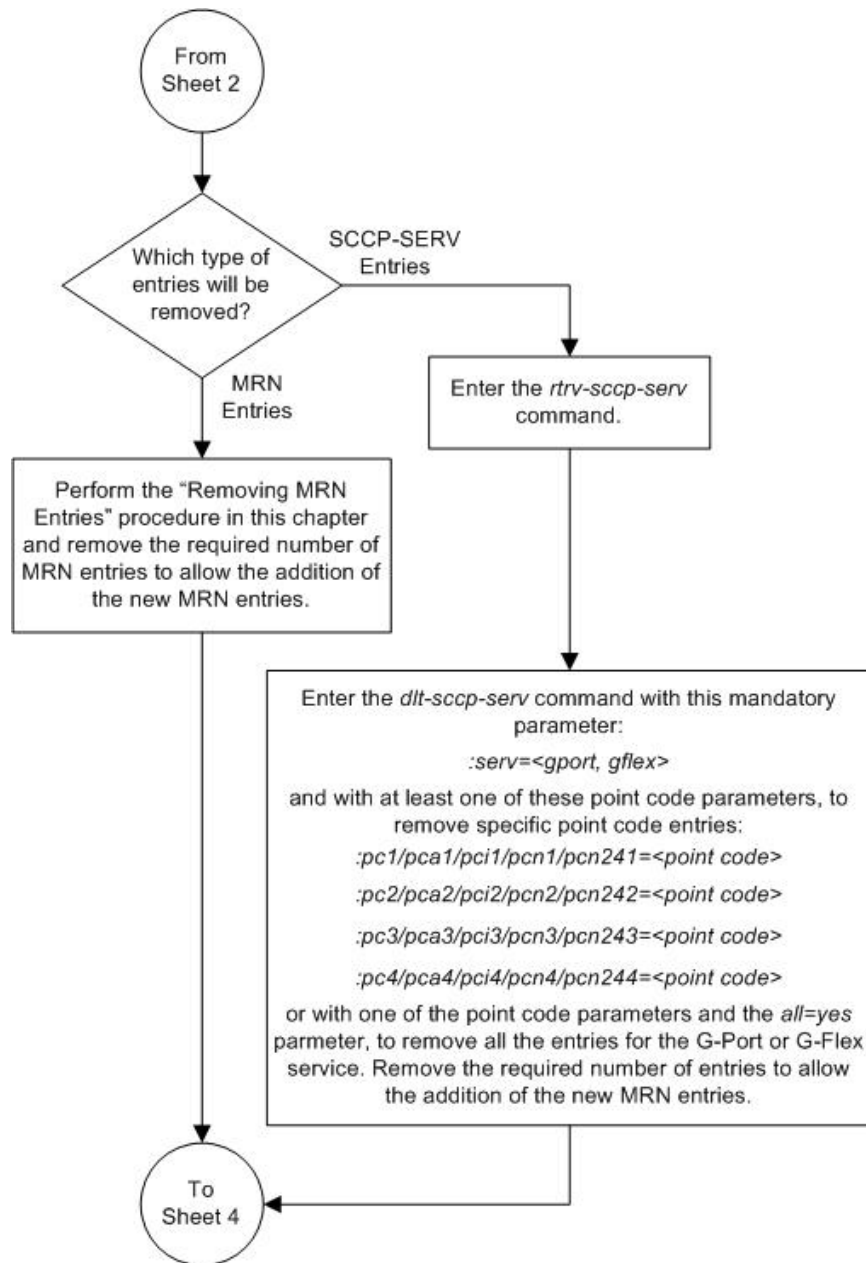 From
Sheet 2
Which type of
entries will be
removed?
SCCP-SERV
Entries
MRN
Entries
Enter the rtrv-sccp-serv
command.
Perform the “Removing MRN
Entries” procedure in this chapter
and remove the required number of
MRN entries to allow the addition of
the new MRN entries.
Enter the dlt-sccp-serv command with this mandatory
parameter:
:serv=<gport, gflex>
and with at least one of these point code parameters, to
remove specific point code entries:
:pc1/pca1/pci1/pcn1/pcn241=<point code>
:pc2/pca2/pci2/pcn2/pcn242=<point code>
:pc3/pca3/pci3/pcn3/pcn243=<point code>
:pc4/pca4/pci4/pcn4/pcn244=<point code>
or with one of the point code parameters and the all=yes
parmeter, to remove all the entries for the G-Port or G-Flex
service. Remove the required number of entries to allow
the addition of the new MRN entries.
To
Sheet 4